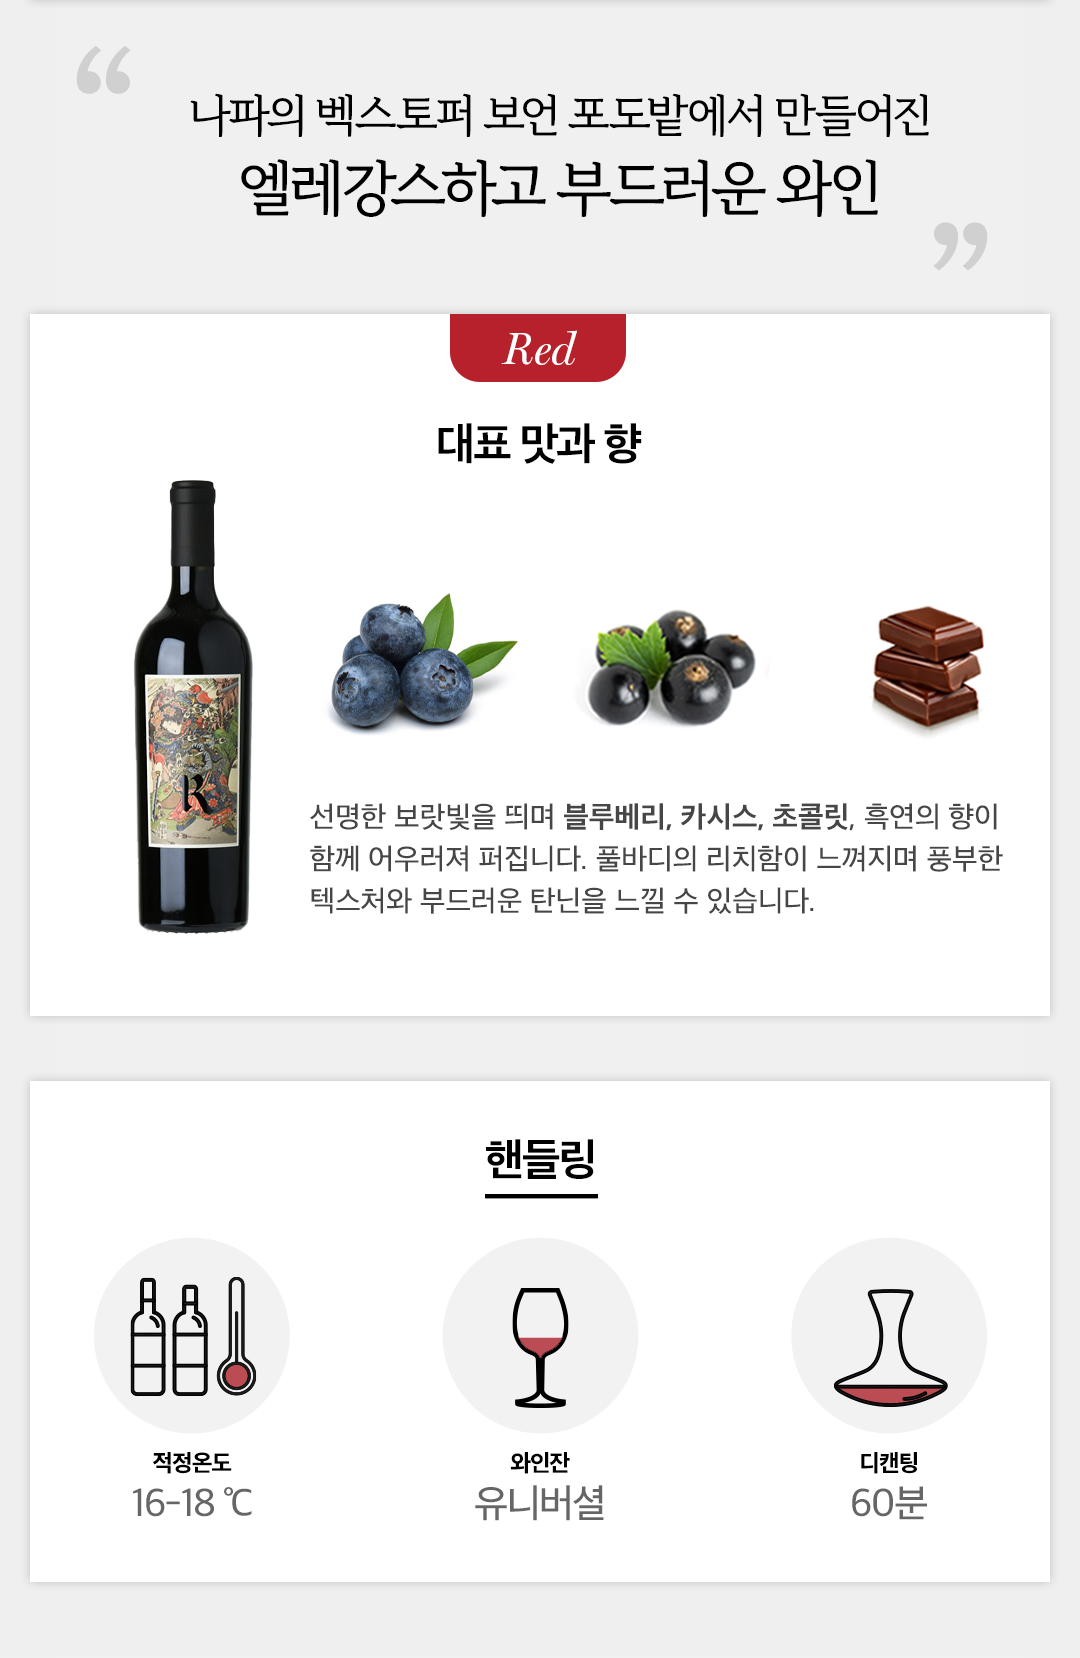 “
나파의 벡스토퍼 보언 포도밭에서 만들어진
엘레강스하고 부드러운 와인
”
Red
대표 맛과 향
R
선명한 보랏빛을 띄며 블루베리, 카시스, 초콜릿, 흑연의 향이
함께 어우러져 퍼집니다. 풀바디의 리치함이 느껴지며 풍부한
텍스처와 부드러운 탄닌을 느낄 수 있습니다.
핸들링
적정온도
16-18 ℃
와인잔
유니버셜
디캔팅
60분